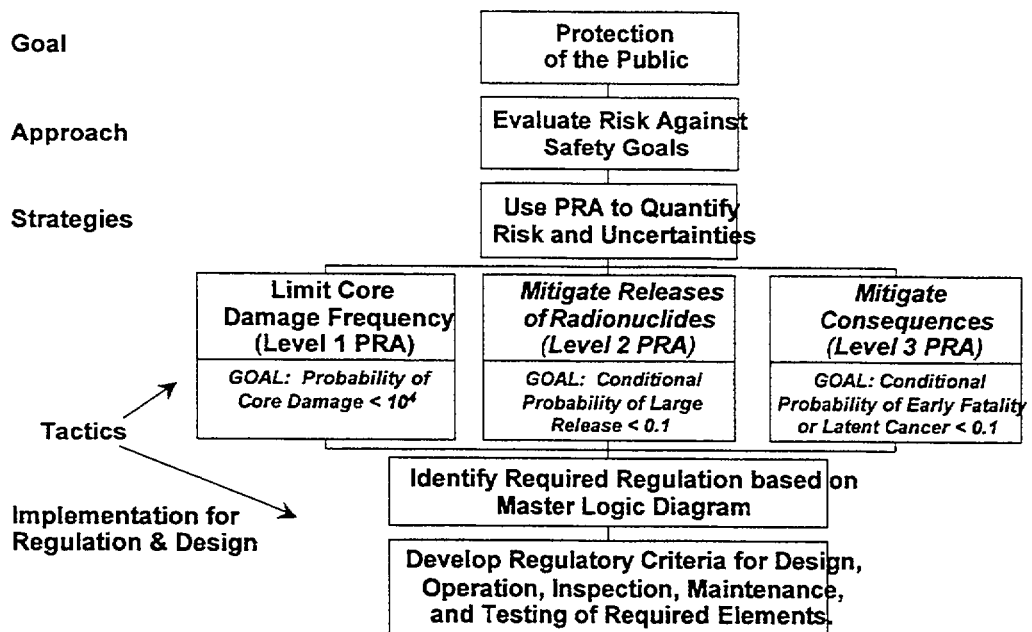 Goal
Protection
of the Public
Approach
Evaluate Risk Against
Safety Goals
Strategies
Use PRA to Quantify
Risk and Uncertainties
Limit Core
Damage Frequency
(Level 1 PRA)
GOAL: Probability of
Core Damage < 10⁴
Mitigate Releases
of Radionuclides
(Level 2 PRA)
GOAL: Conditional
Probability of Large
Release < 0.1
Mitigate
Consequences
(Level 3 PRA)
GOAL: Conditional
Probability of Early Fatality
or Latent Cancer < 0.1
Tactics
Identify Required Regulation based on
Master Logic Diagram
Implementation for
Regulation & Design
Develop Regulatory Criteria for Design,
Operation, Inspection, Maintenance,
and Testing of Required Elements.